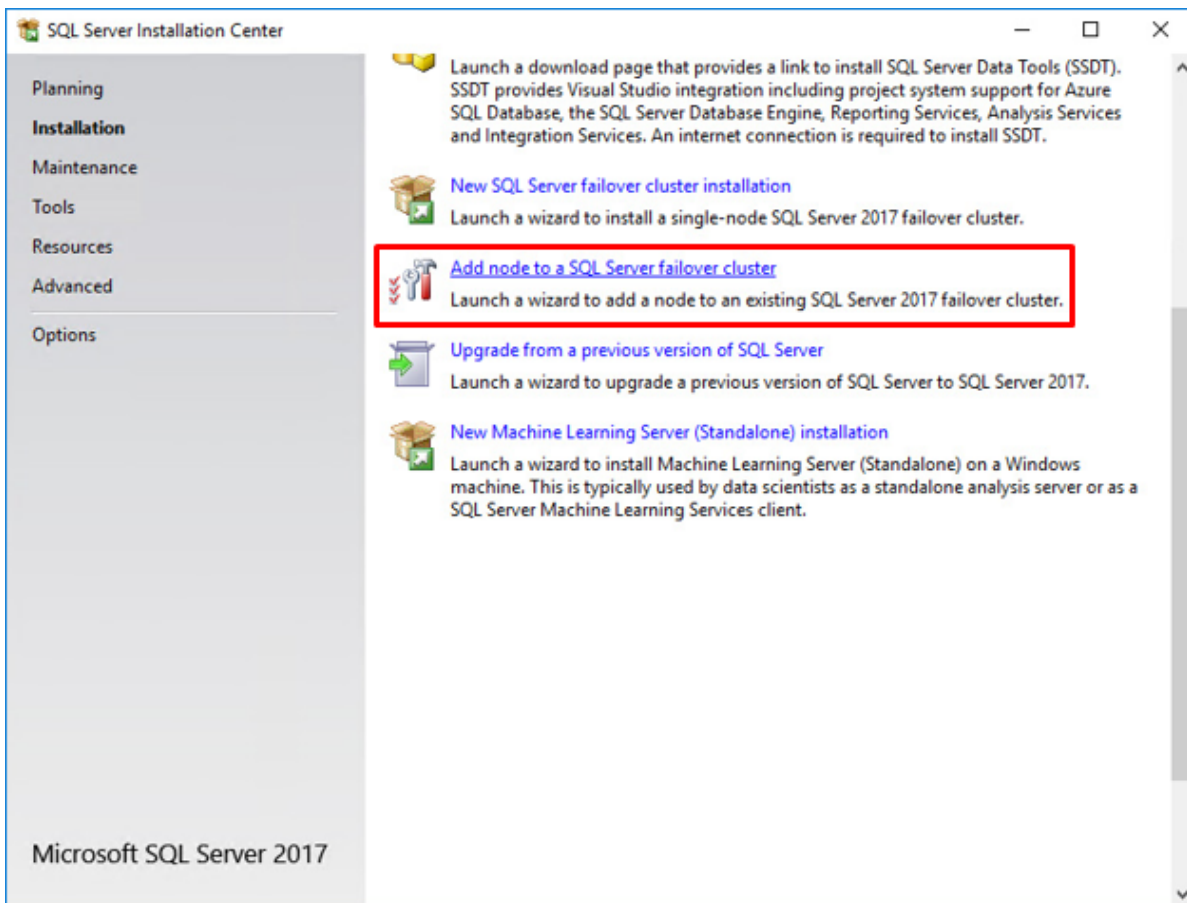 SQL Server Installation Center
Planning
Installation
Maintenance
Tools
Resources
Advanced
Options
Microsoft SQL Server 2017
Launch a download page that provides a link to install SQL Server Data Tools (SSDT).
SSDT provides Visual Studio integration including project system support for Azure
SQL Database, the SQL Server Database Engine, Reporting Services, Analysis Services
and Integration Services. An internet connection is required to install SSDT.
New SQL Server failover cluster installation
Launch a wizard to install a single-node SQL Server 2017 failover cluster.
Add node to a SQL Server failover cluster
Launch a wizard to add a node to an existing SQL Server 2017 failover cluster.
Upgrade from a previous version of SQL Server
Launch a wizard to upgrade a previous version of SQL Server to SQL Server 2017.
New Machine Learning Server (Standalone) installation
Launch a wizard to install Machine Learning Server (Standalone) on a Windows
machine. This is typically used by data scientists as a standalone analysis server or as a
SQL Server Machine Learning Services client.